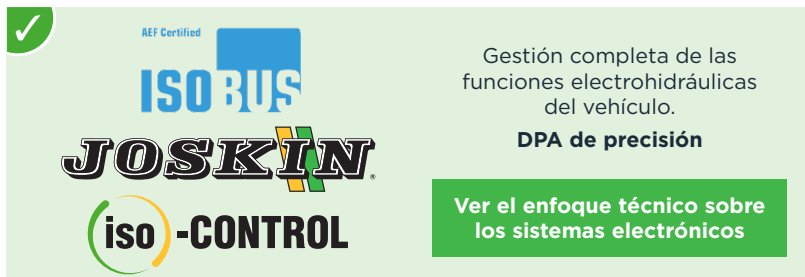 AEF Certified
ISOBUS
JOSKIN
iso-CONTROL
Gestión completa de las
funciones electrohidráulicas
del vehículo.
DPA de precisión
Ver el enfoque técnico sobre
los sistemas electrónicos